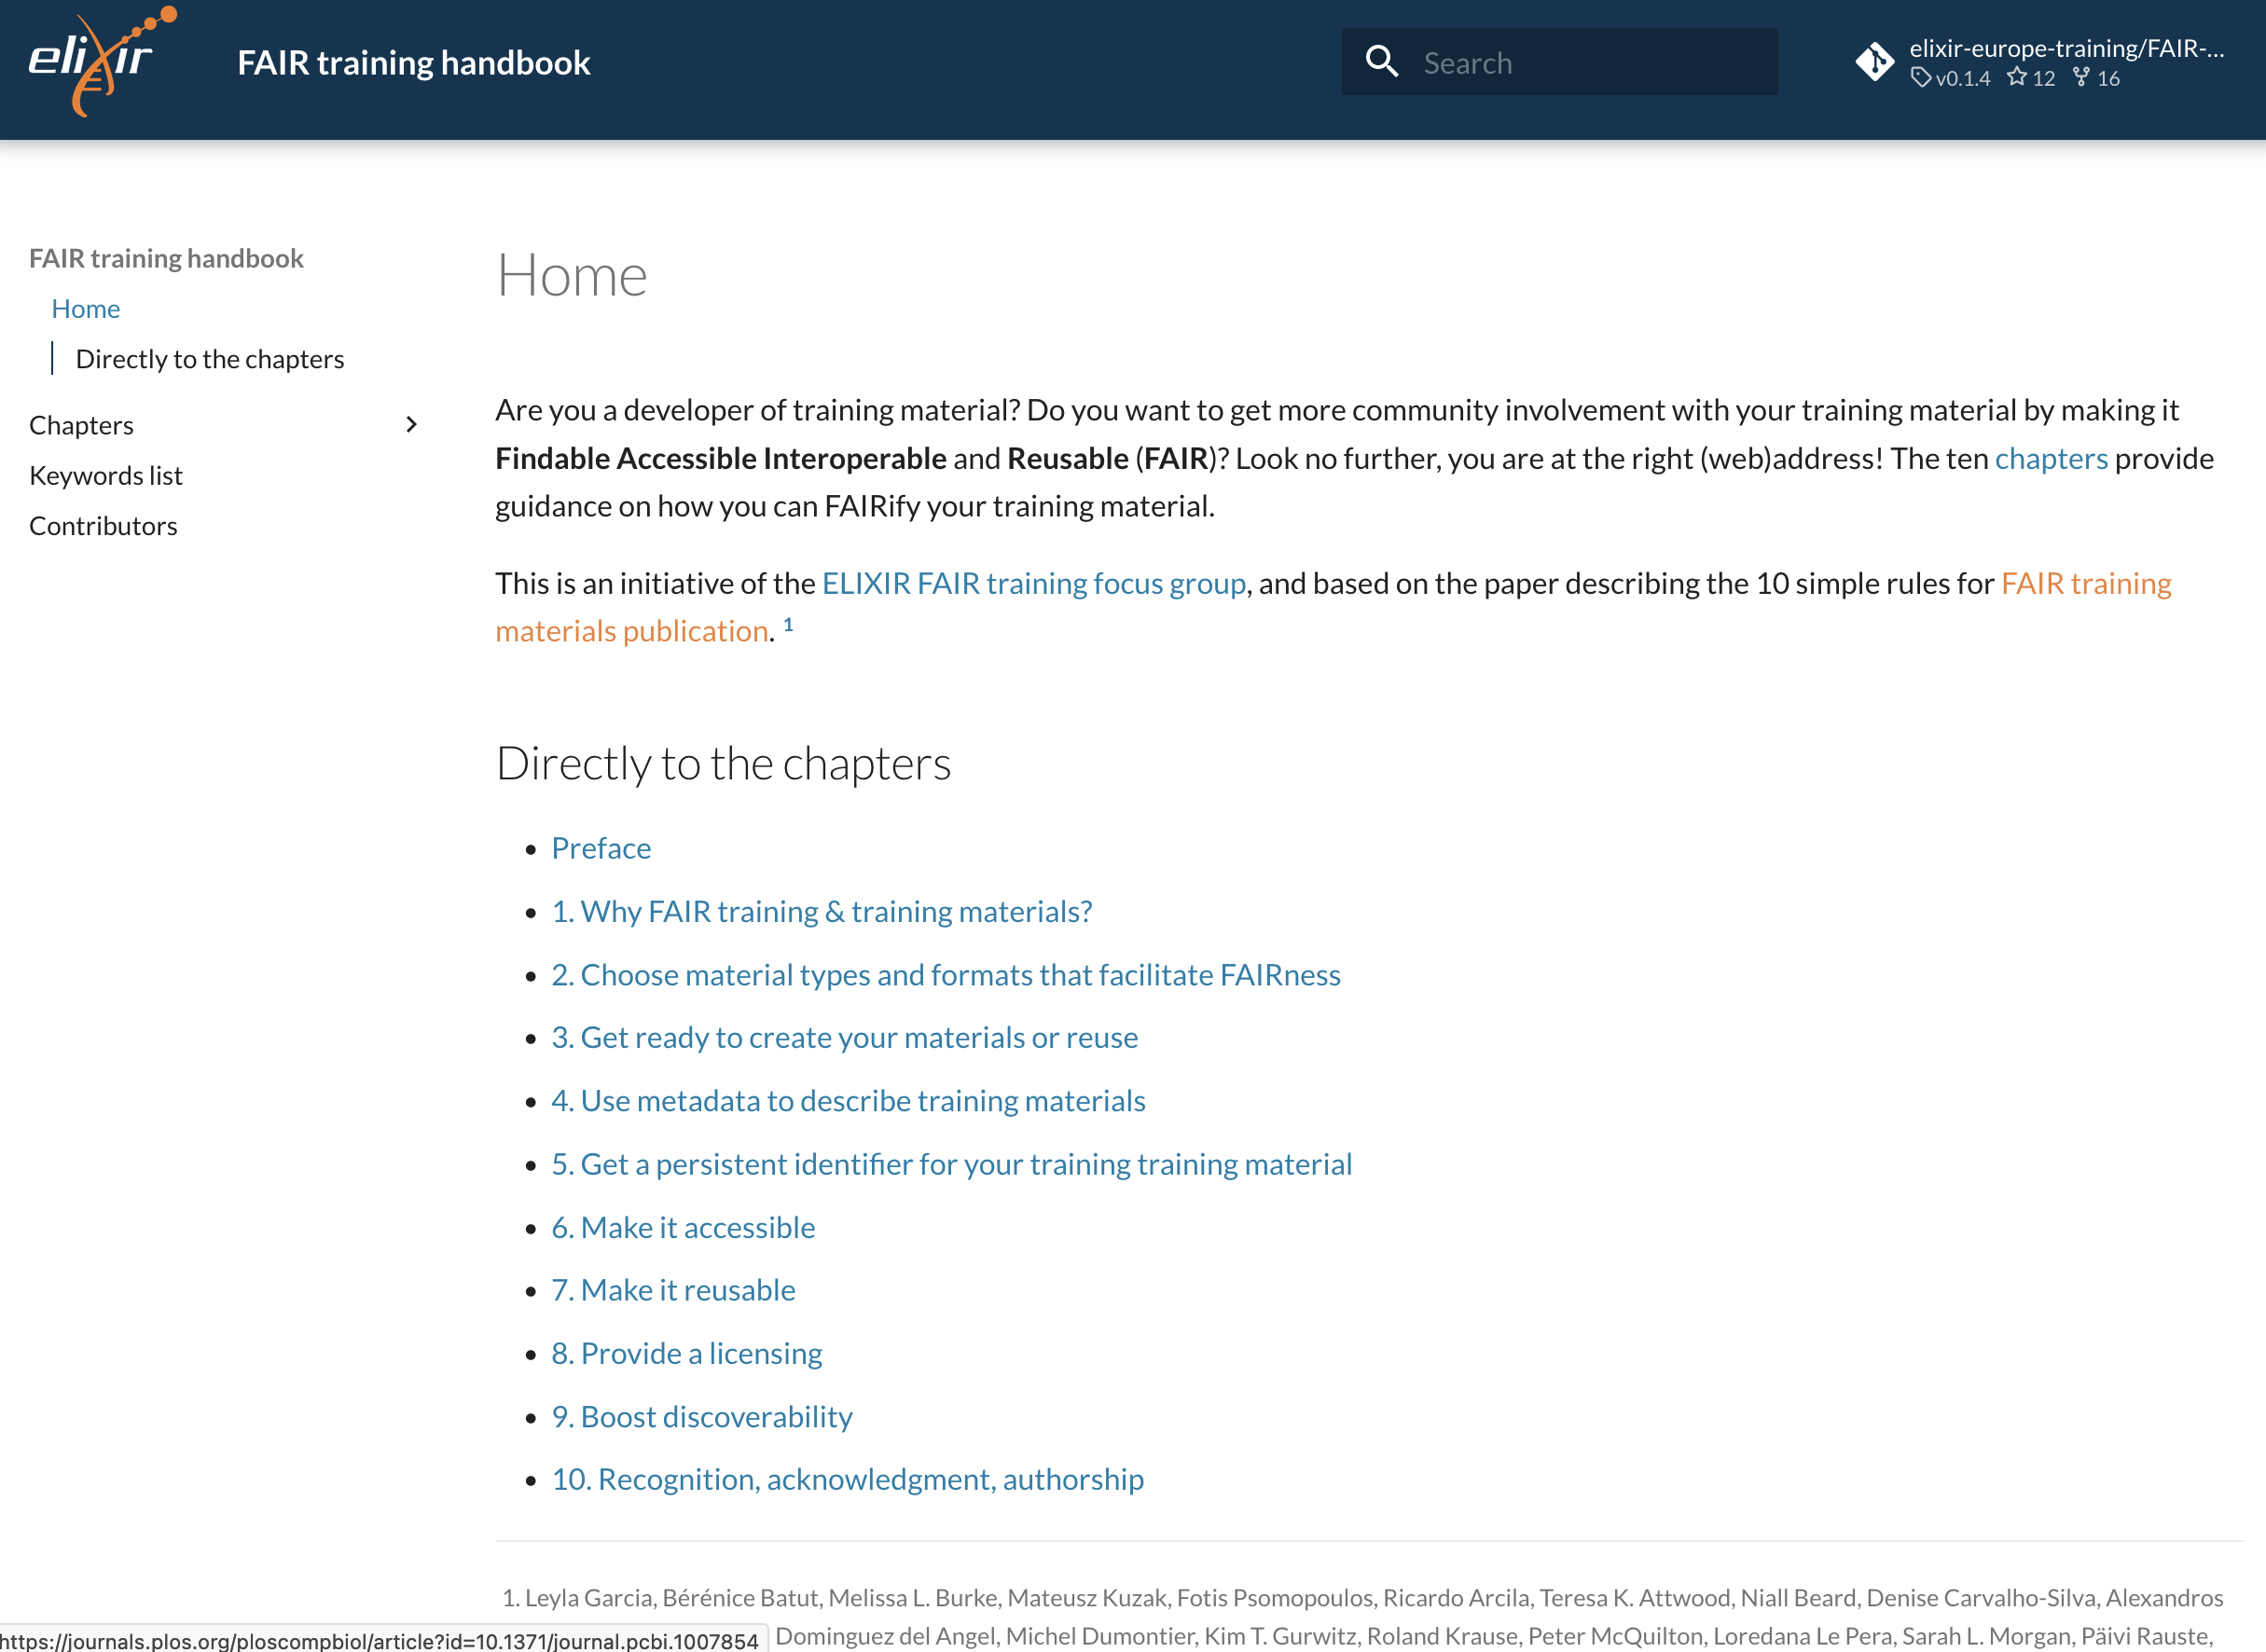 elixir
FAIR training handbook
Search
elixir-europe-training/FAIR-...
v0.1.4 12 16
FAIR training handbook
Home
Directly to the chapters
Chapters
Keywords list
Contributors
Home
Are you a developer of training material? Do you want to get more community involvement with your training material by making it
Findable Accessible Interoperable and Reusable (FAIR)? Look no further, you are at the right (web)address! The ten chapters provide
guidance on how you can FAIRify your training material.
This is an initiative of the ELIXIR FAIR training focus group, and based on the paper describing the 10 simple rules for FAIR training
materials publication. 1
Directly to the chapters
• Preface
• 1. Why FAIR training & training materials?
• 2. Choose material types and formats that facilitate FAIRness
• 3. Get ready to create your materials or reuse
• 4. Use metadata to describe training materials
• 5. Get a persistent identifier for your training training material
• 6. Make it accessible
• 7. Make it reusable
• 8. Provide a licensing
• 9. Boost discoverability
• 10. Recognition, acknowledgment, authorship
1. Leyla Garcia, Bérénice Batut, Melissa L. Burke, Mateusz Kuzak, Fotis Psomopoulos, Ricardo Arcila, Teresa K. Attwood, Niall Beard, Denise Carvalho-Silva, Alexandros
Dominguez del Angel, Michel Dumontier, Kim T. Gurwitz, Roland Krause, Peter McQuilton, Loredana Le Pera, Sarah L. Morgan, Päivi Rauste,
https://journals.plos.org/ploscompbiol/article?id=10.1371/journal.pcbi.1007854